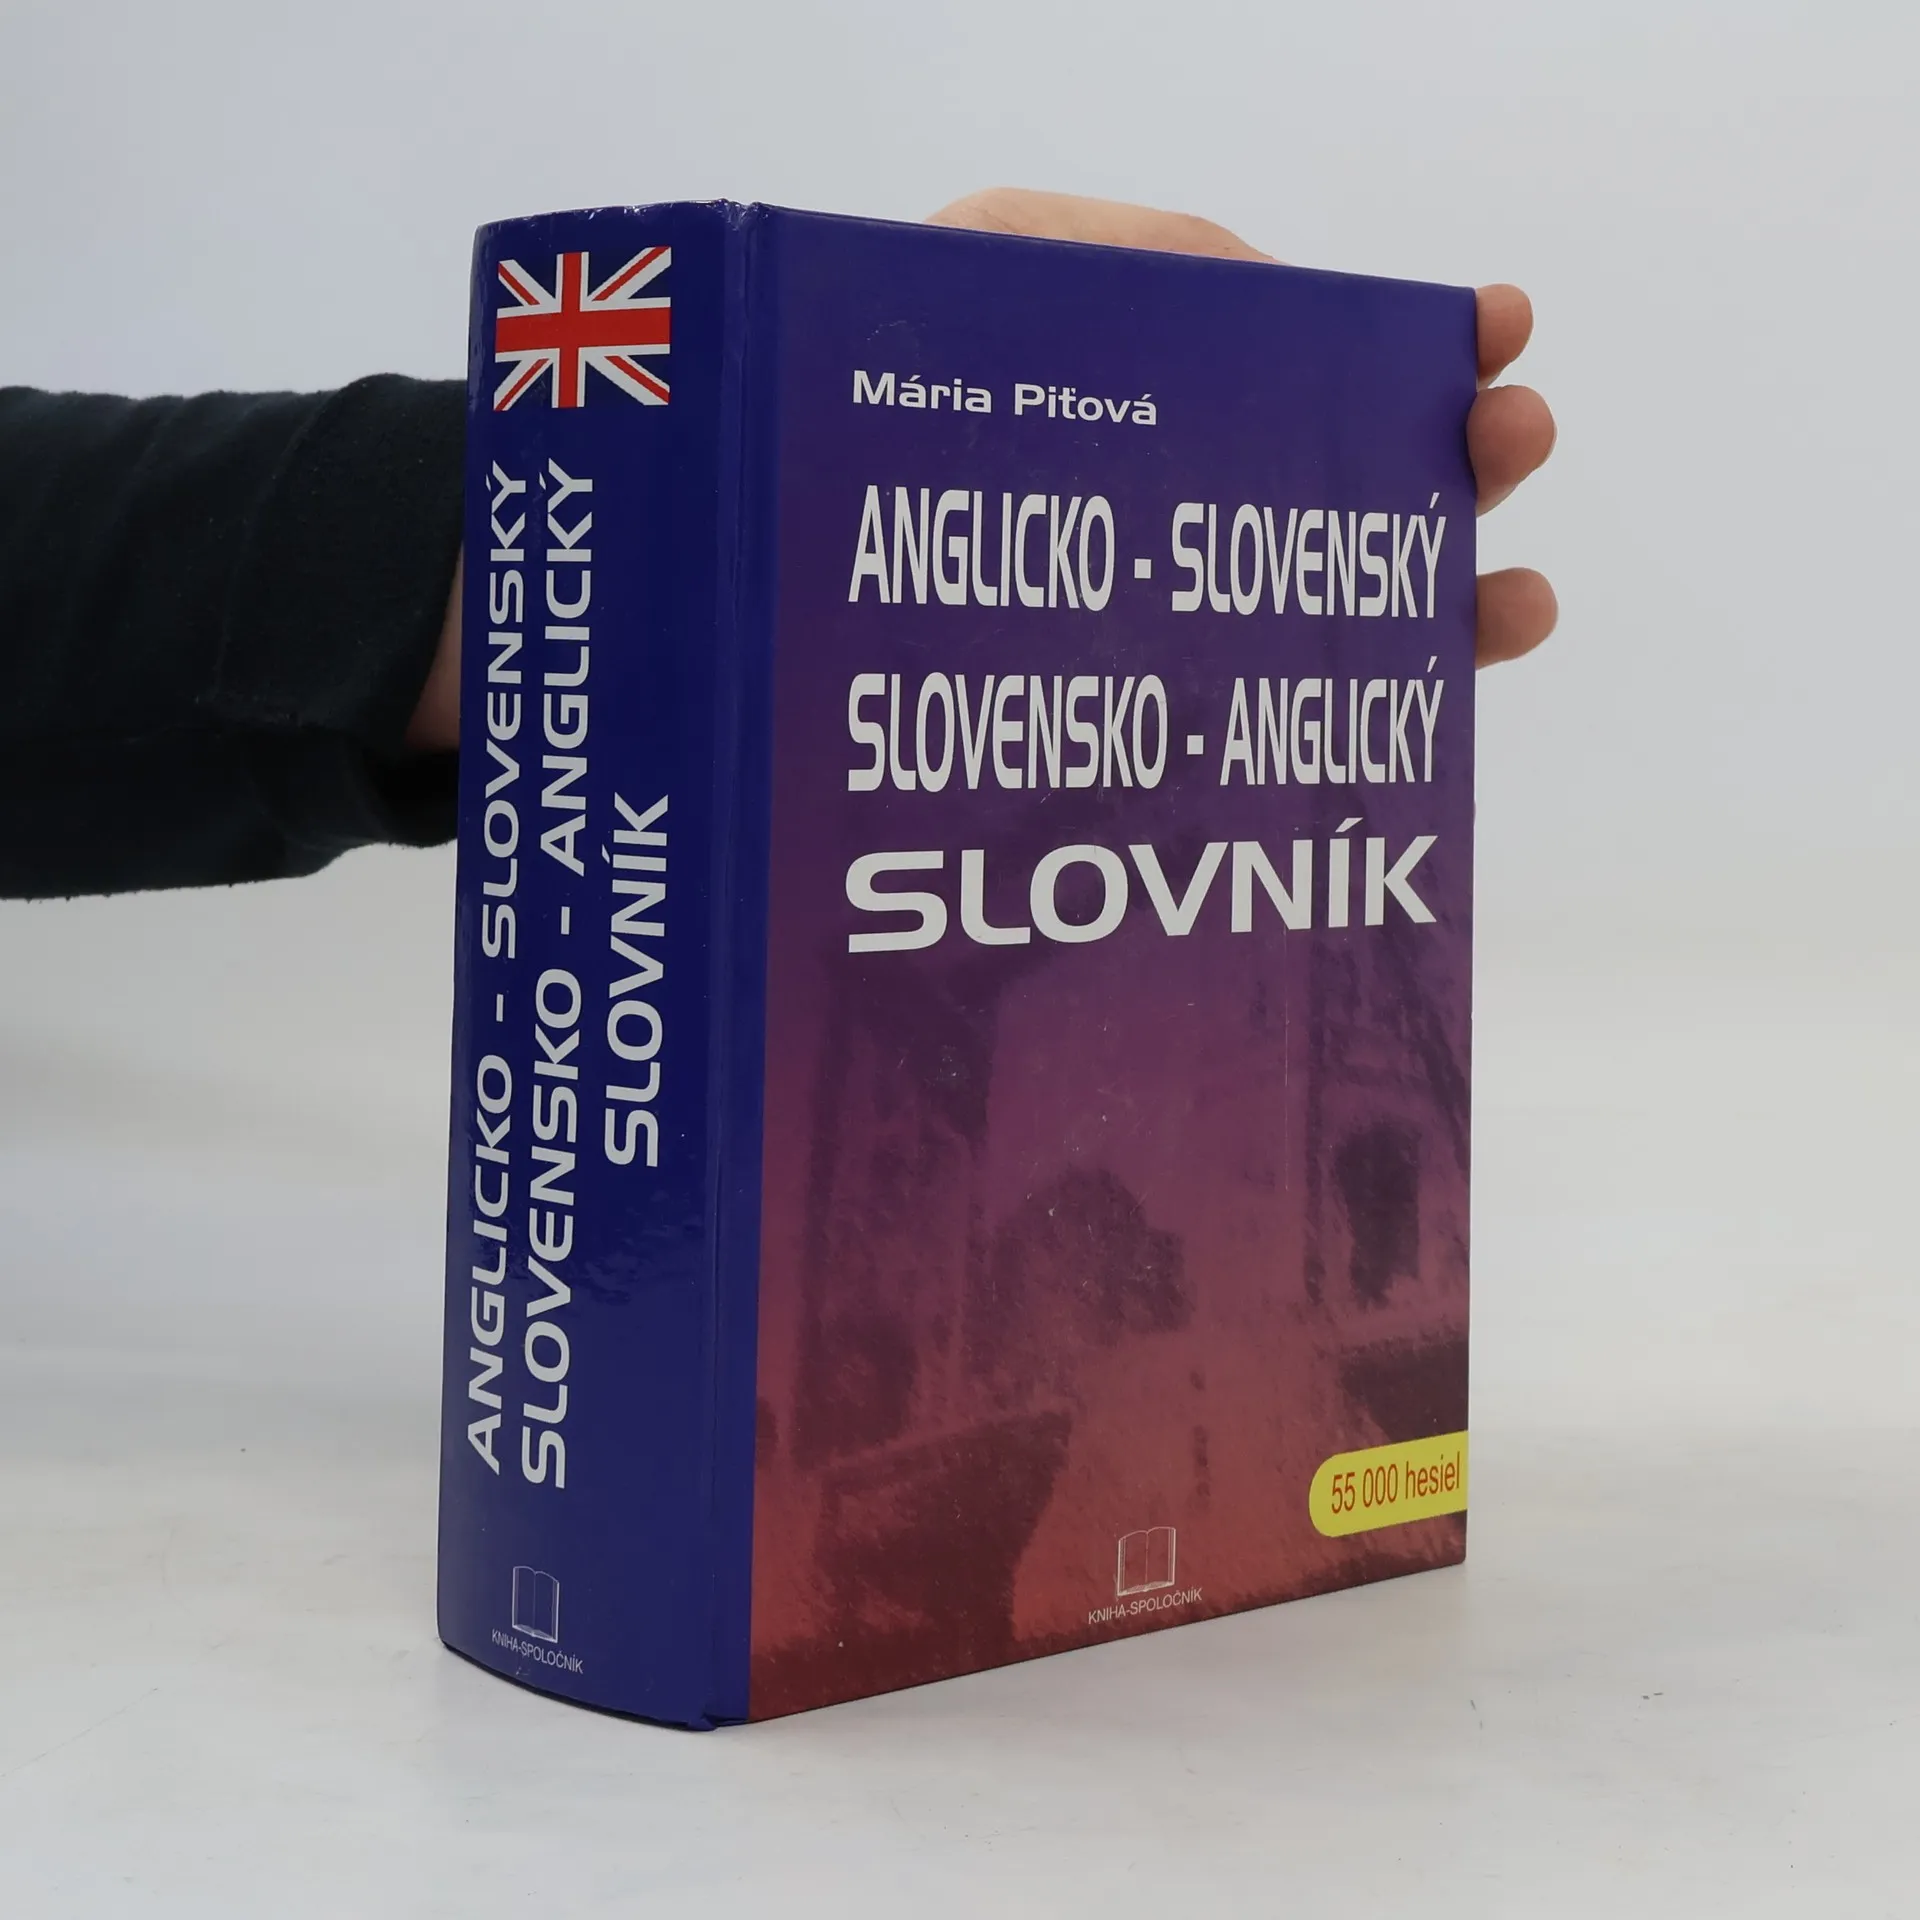 ANGLICKO - SLOVENSKÝ
SLOVENSKO - ANGLICKÝ
SLOVNÍK
KNIHA-SPOLOČNÍK
Mária Piťová
ANGLICKO - SLOVENSKÝ
SLOVENSKO - ANGLICKÝ
SLOVNÍK
55 000 hesiel
KNIHA-SPOLOČNÍK